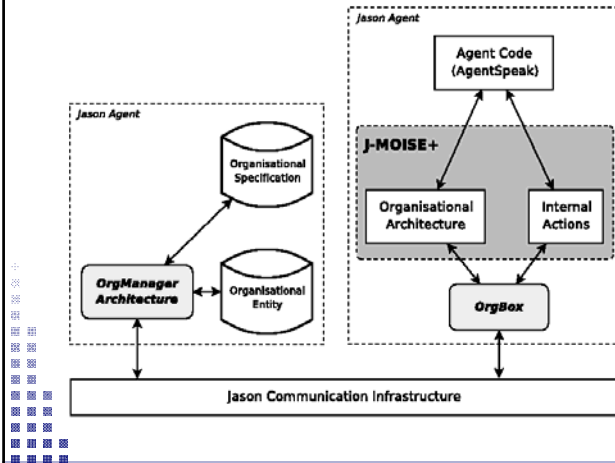 Jason Agent
Organisational
Specification
OrgManager
Architecture
Organisational
Entity
Jason Agent
Agent Code
(AgentSpeak)
J-MOISE+
Organisational
Architecture
Internal
Actions
OrgBox
Jason Communication Infrastructure